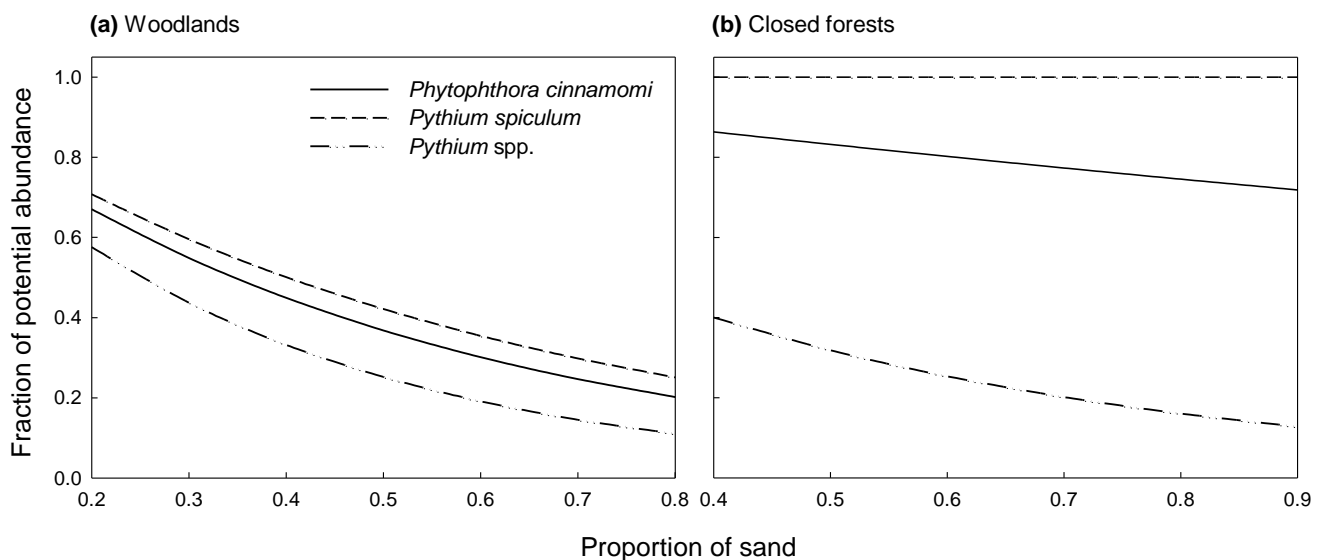 (a) Woodlands
(b) Closed forests
Fraction of potential abundance
1.0
0.8
0.6
0.4
0.2
0.0
Phytophthora cinnamomi
Pythium spiculum
Pythium spp.
0.2 0.3 0.4 0.5 0.6 0.7 0.8
0.4 0.5 0.6 0.7 0.8 0.9
Proportion of sand